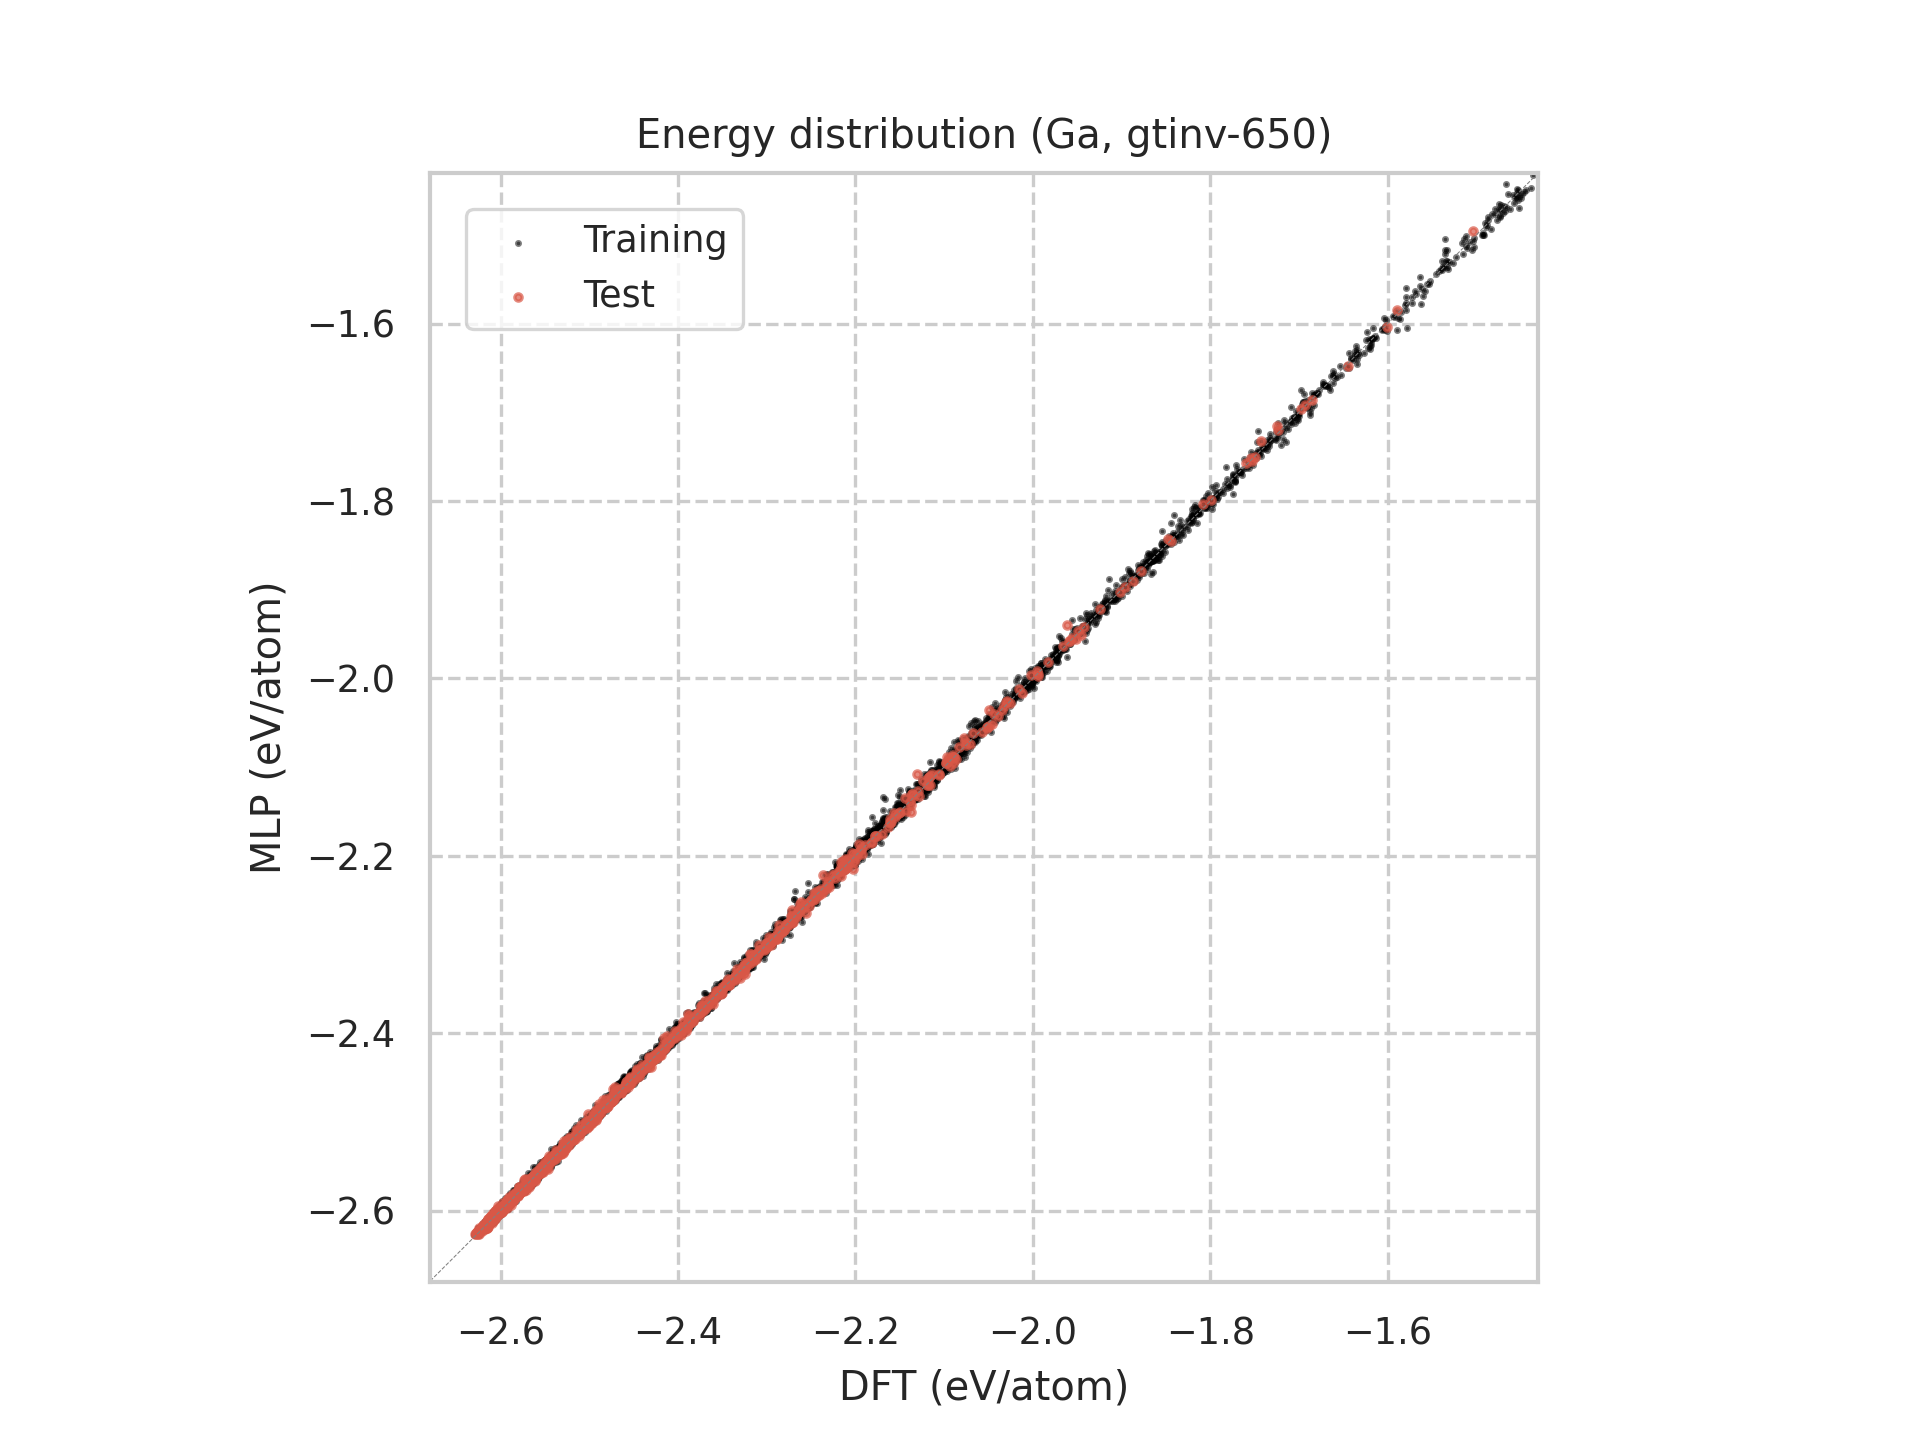 Energy distribution (Ga, gtinv-650)
Training
Test
MLP (eV/atom)
−1.6
−1.8
−2.0
−2.2
−2.4
−2.6
−2.6 −2.4 −2.2 −2.0 −1.8 −1.6
DFT (eV/atom)